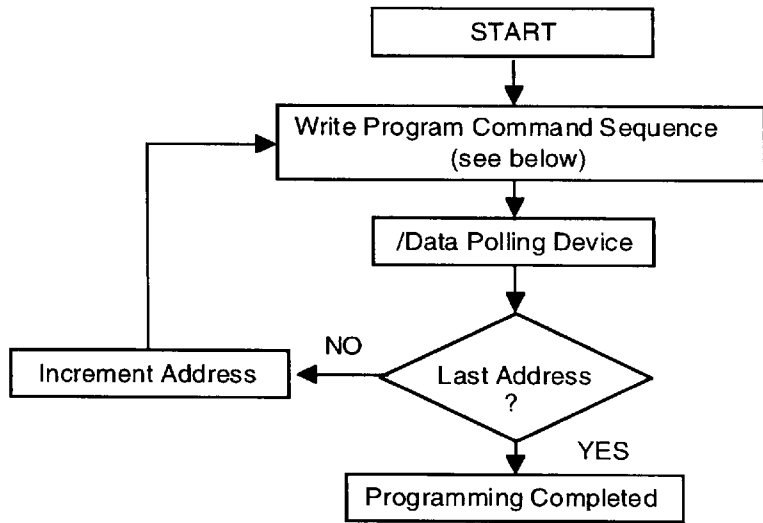 START
Write Program Command Sequence
(see below)
/Data Polling Device
NO
Increment Address
Last Address
?
YES
Programming Completed